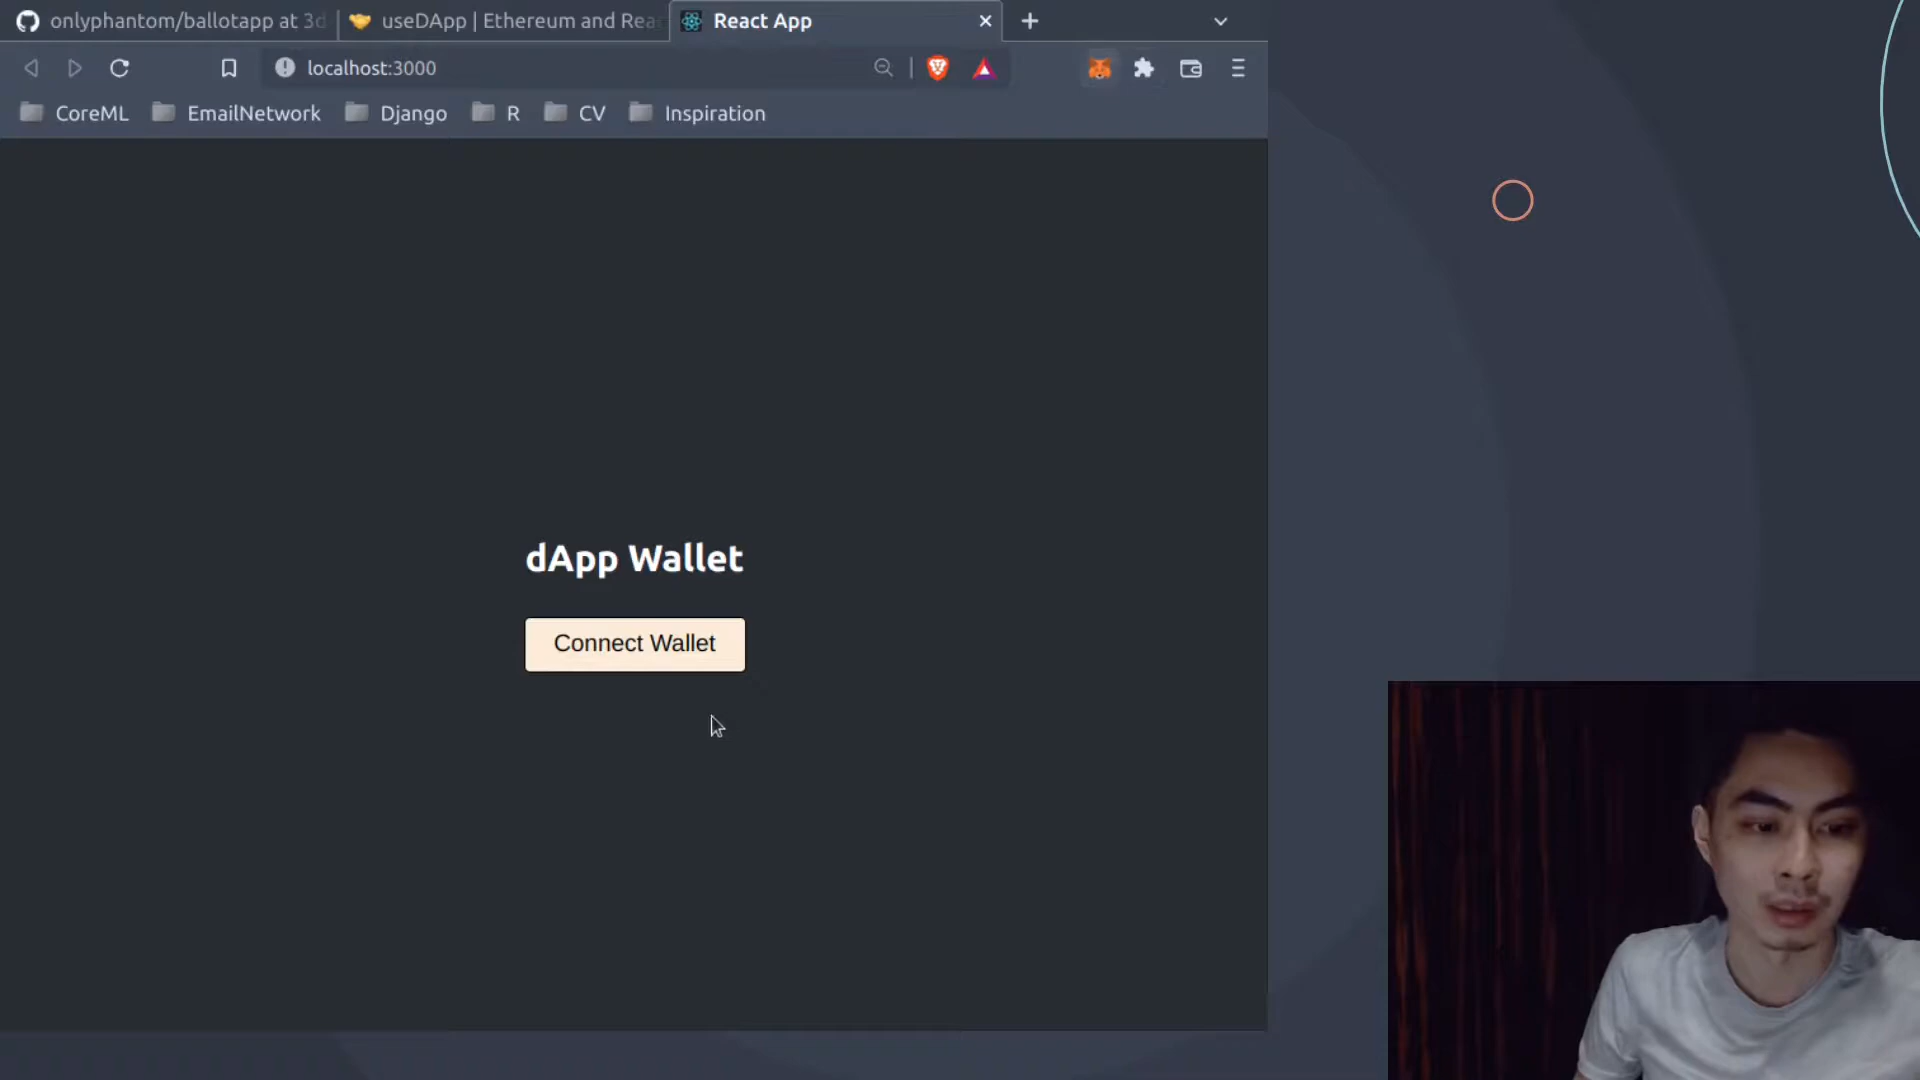 onlyphantom/ballotapp at 3d
useDApp | Ethereum and Rea
React App
localhost:3000
CoreML
EmailNetwork
Django
R
CV
Inspiration
dApp Wallet
Connect Wallet